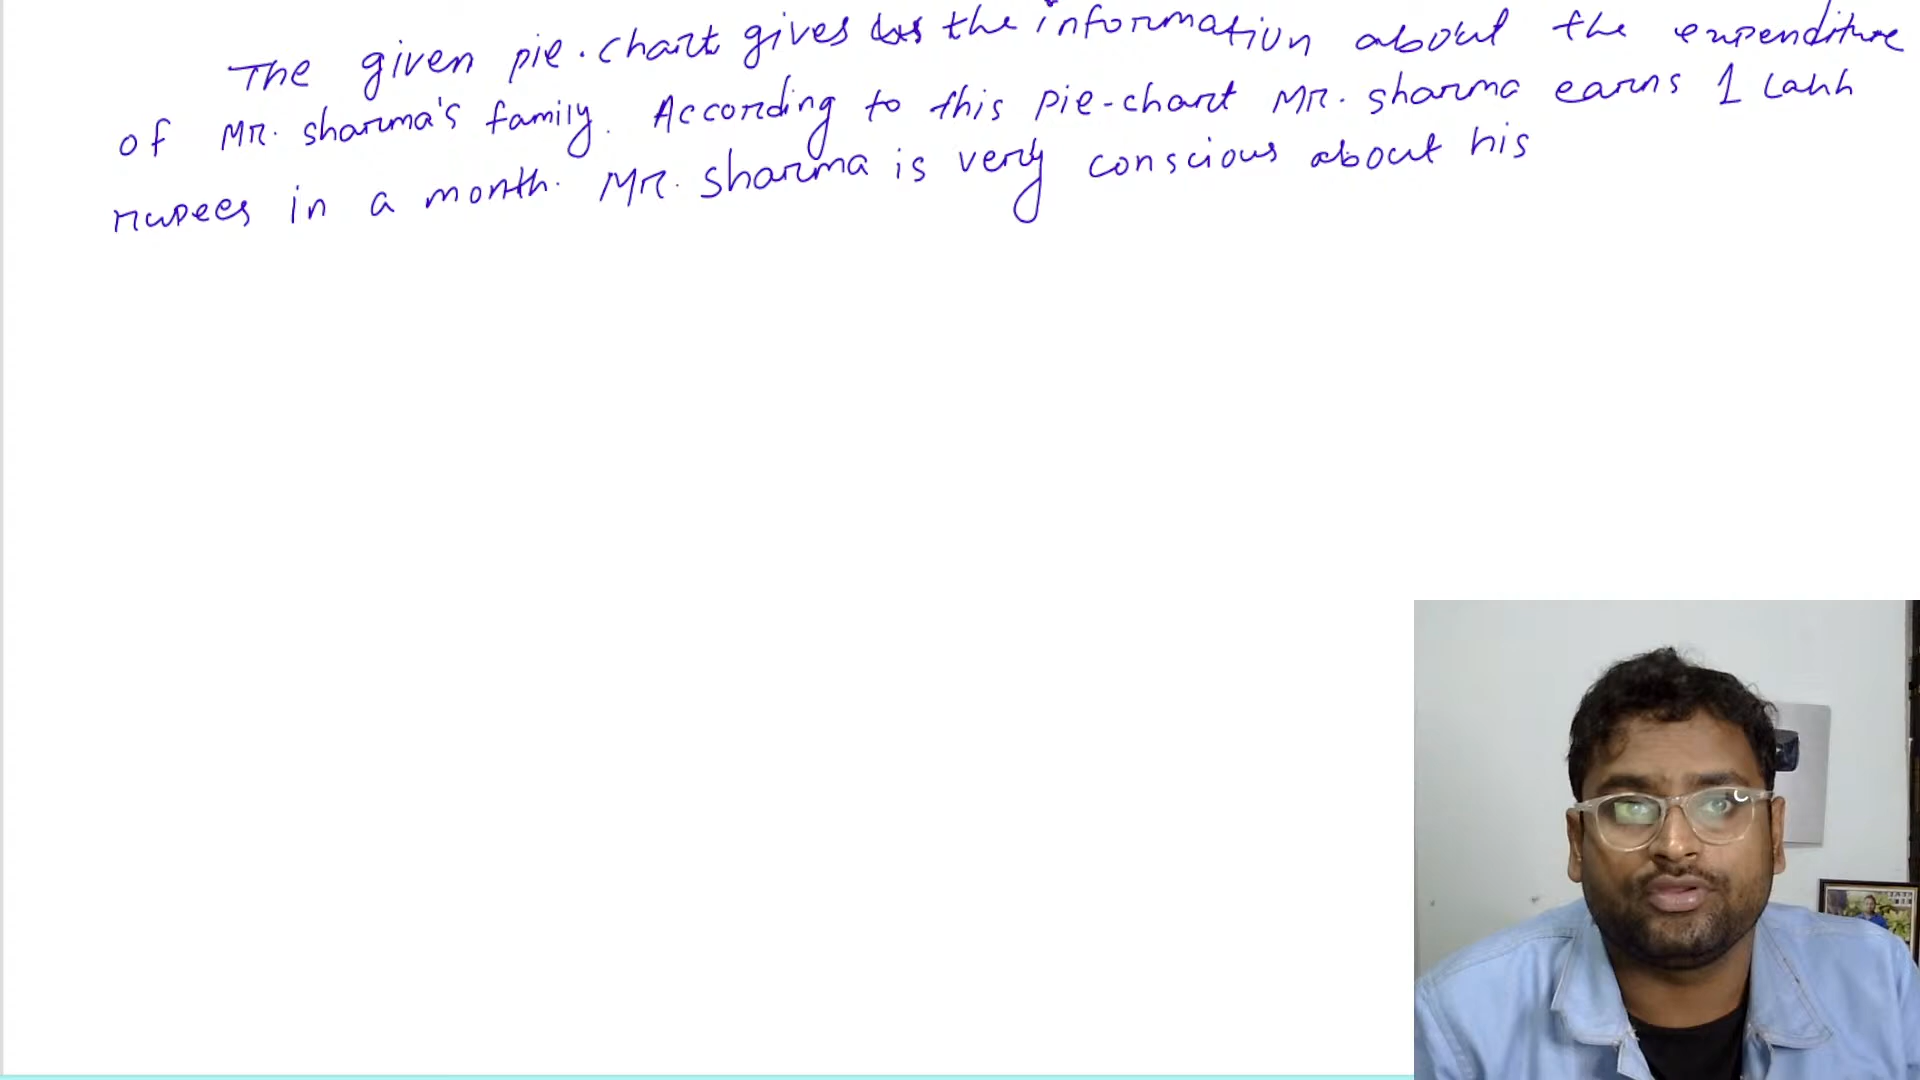 The given pie-chart gives us the information about the expenditure
of MR. sharma's family. According to this pie-chart MR. sharma earns 1 Lakh
rupees in a month. MR. sharma is very conscious about his